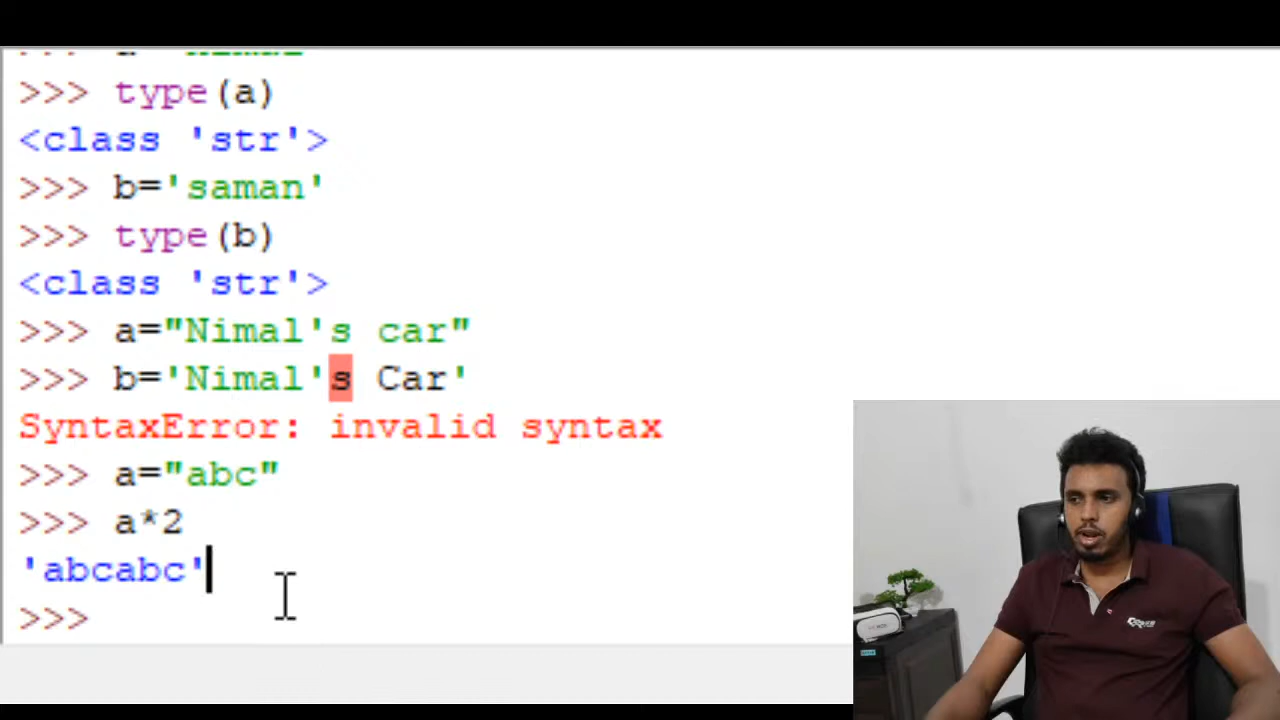 >>> type(a)
<class 'str'>
>>> b='saman'
>>> type(b)
<class 'str'>
>>> a="Nimal's car"
>>> b='Nimal's Car'
SyntaxError: invalid syntax
>>> a="abc"
>>> a*2
'abcabc'
>>>